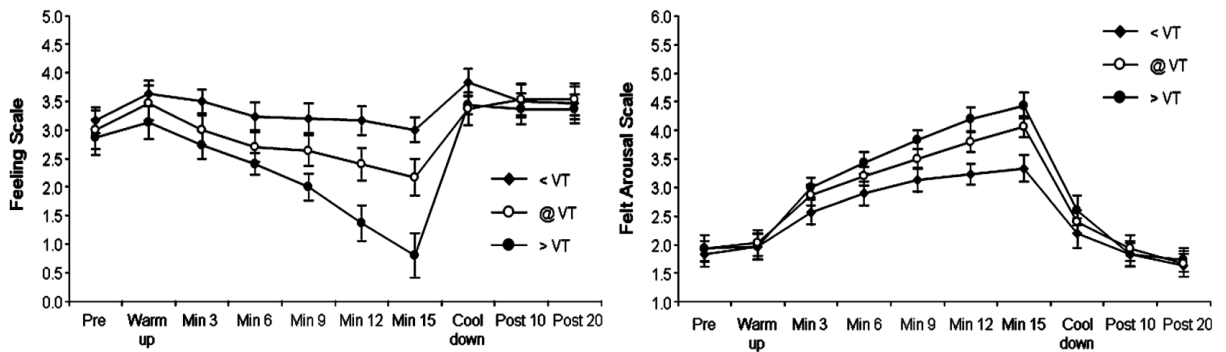 Feeling Scale
5.0
4.5
4.0
3.5
3.0
2.5
2.0
1.5
1.0
0.5
0.0
< VT
@ VT
> VT
Pre Warm up Min 3 Min 6 Min 9 Min 12 Min 15 Cool down Post 10 Post 20
Felt Arousal Scale
6.0
5.5
5.0
4.5
4.0
3.5
3.0
2.5
2.0
1.5
1.0
< VT
@ VT
> VT
Pre Warm up Min 3 Min 6 Min 9 Min 12 Min 15 Cool down Post 10 Post 20